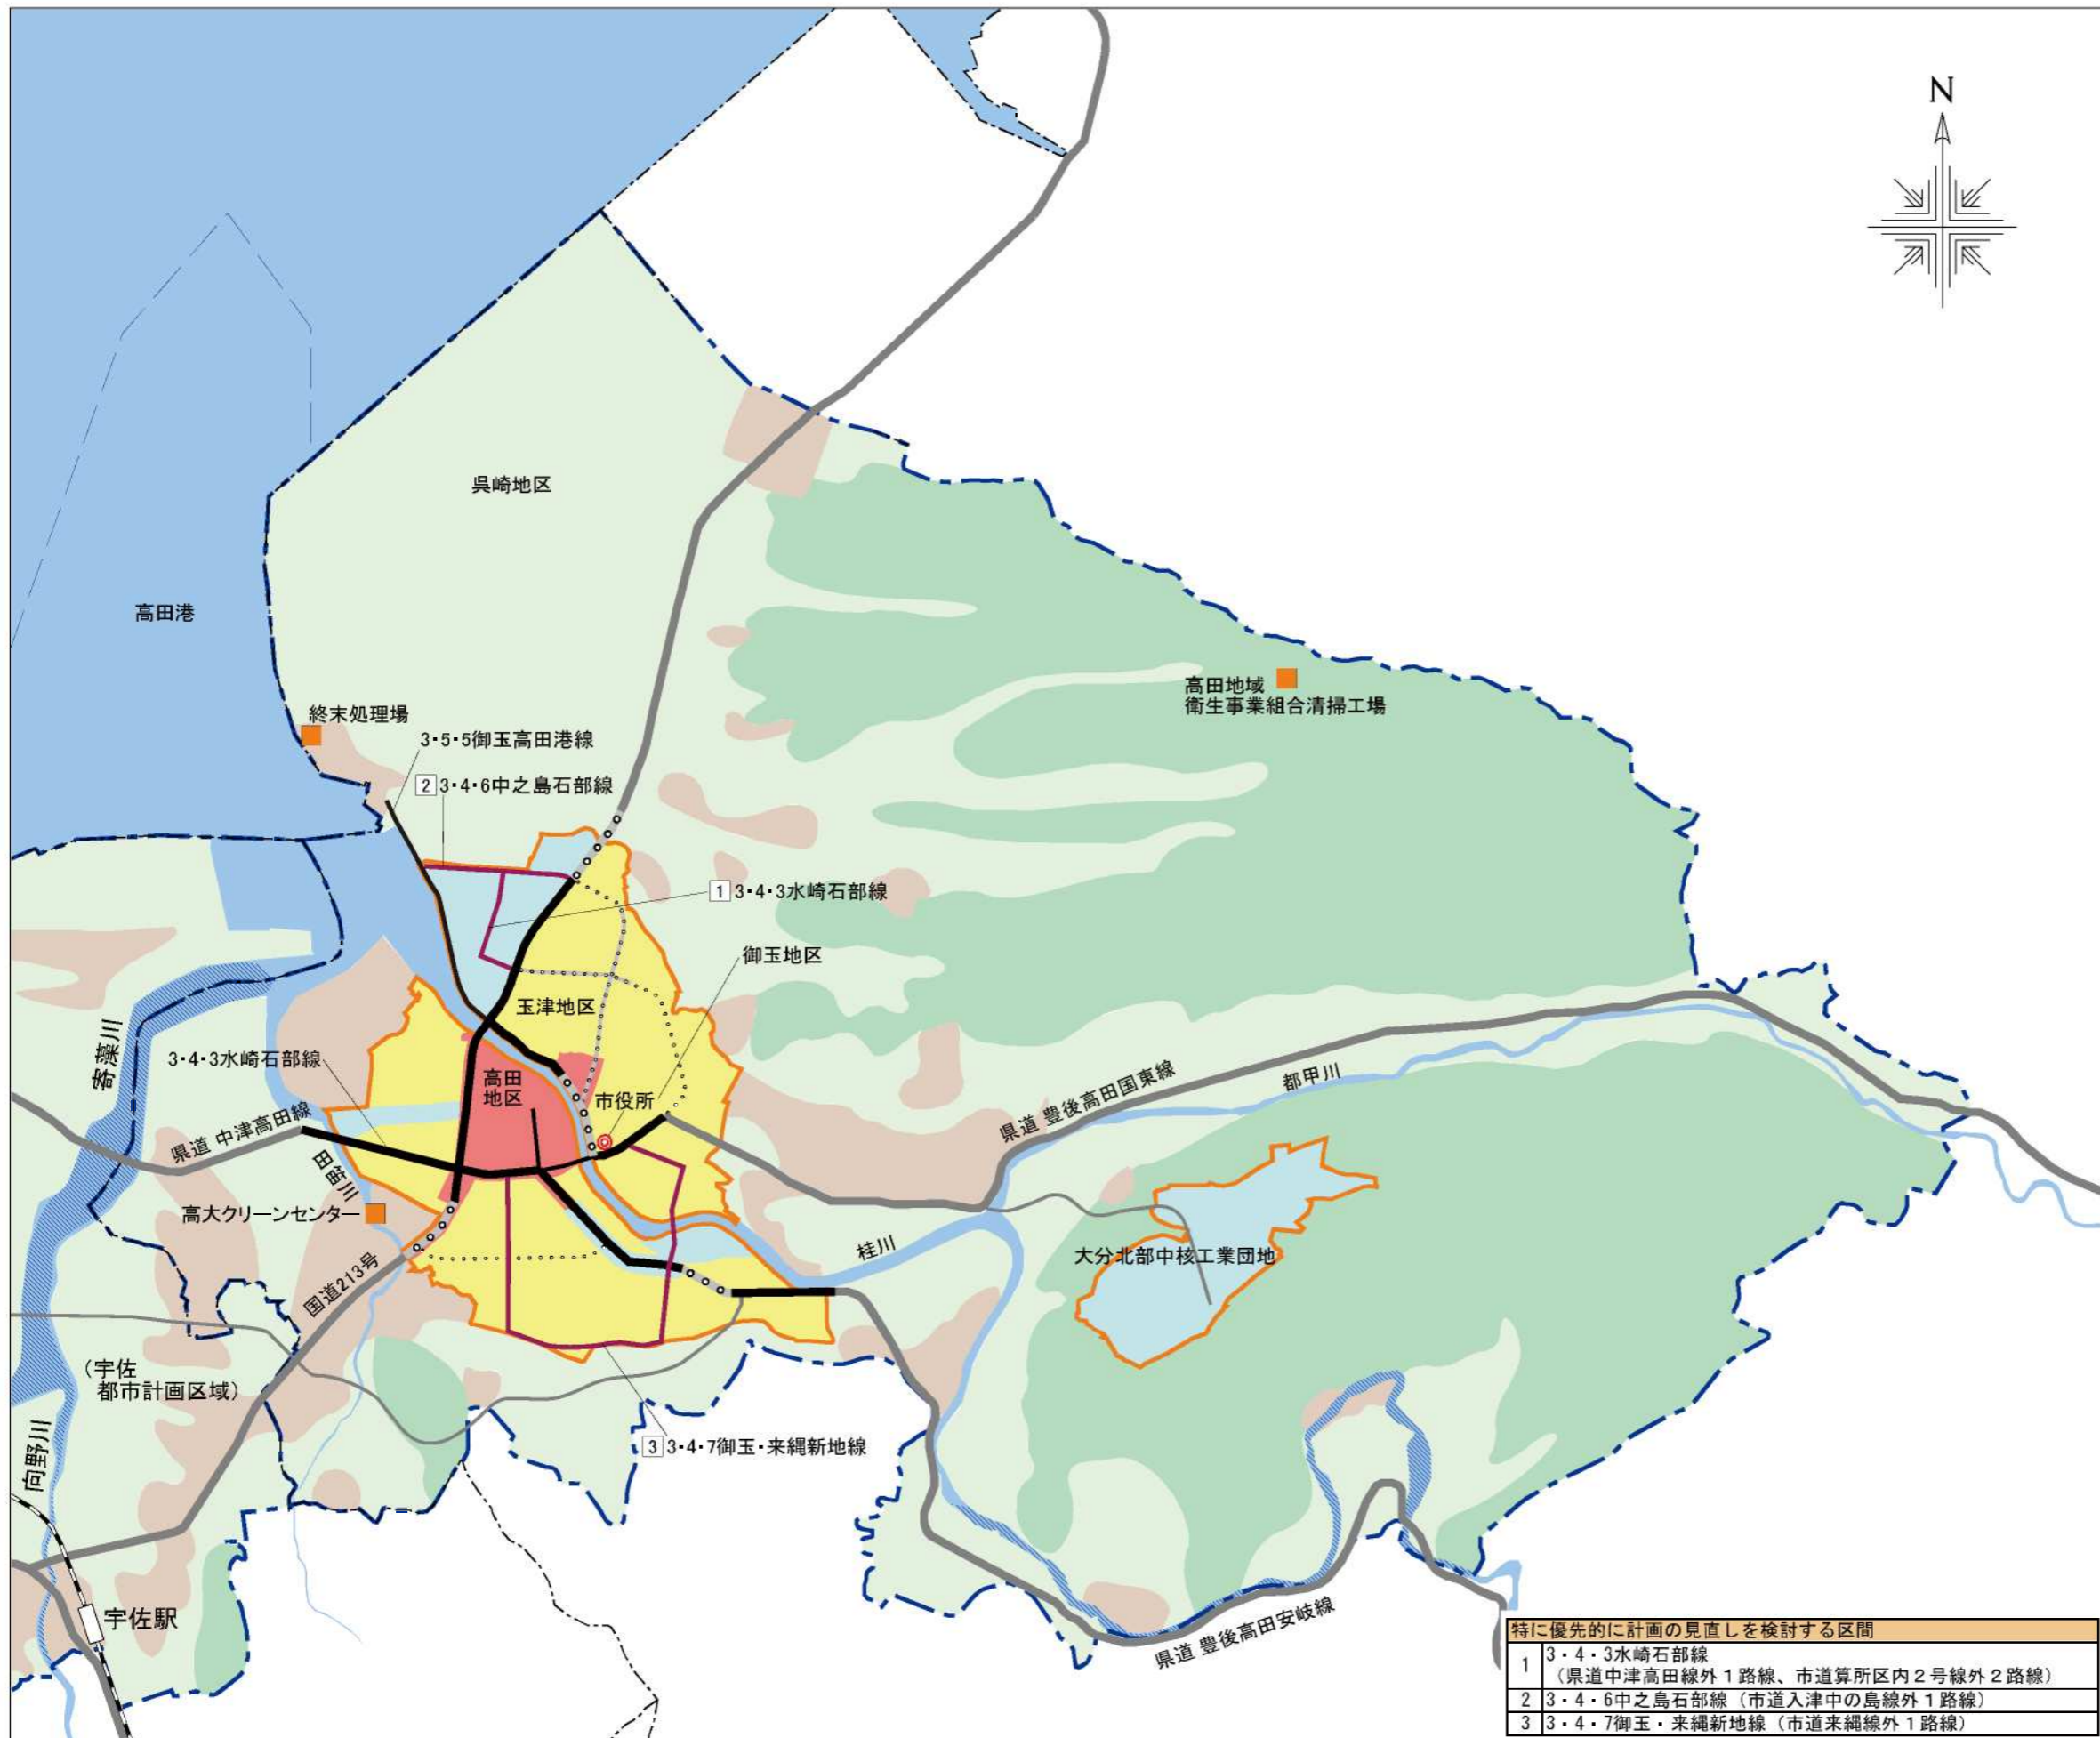 N
呉崎地区
高田港
高田地域
衛生事業組合清掃工場
終末処理場
3・5・5御玉高田港線
2 3・4・6中之島石部線
1 3・4・3水崎石部線
御玉地区
玉津地区
寄藻川
3・4・3水崎石部線
高田
地区
市役所
都甲川
県道 豊後高田国東線
県道 中津高田線
田笛川
高大クリーンセンター
桂川
大分北部中核工業団地
国道213号
(宇佐
都市計画区域)
向野川
3 3・4・7御玉・来縄新地線
宇佐駅
県道 豊後高田安岐線
特に優先的に計画の見直しを検討する区間
1 3・4・3水崎石部線
(県道中津高田線外1路線、市道算所区内2号線外2路線)
2 3・4・6中之島石部線(市道入津中の島線外1路線)
3 3・4・7御玉・来縄新地線(市道来縄線外1路線)